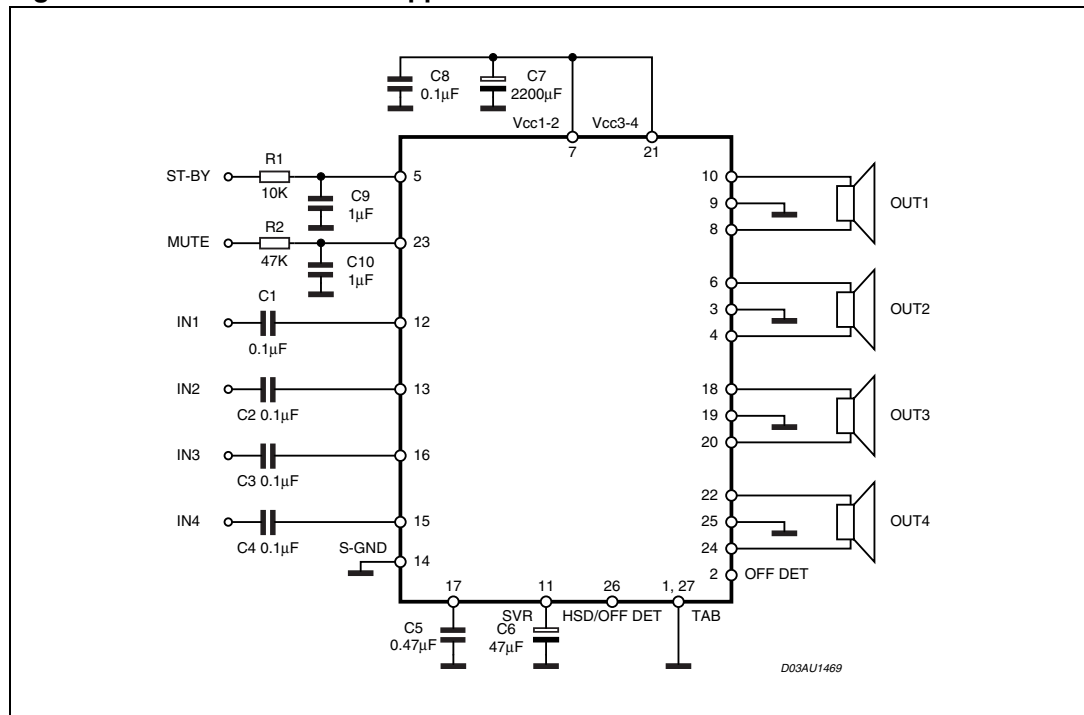 C8
0.1µF
C7
2200µF
Vcc1-2
Vcc3-4
7
21
ST-BY
R1
10K
5
C9
1µF
MUTE
R2
47K
23
C10
1µF
IN1
C1
0.1µF
12
IN2
C2 0.1µF
13
IN3
C3 0.1µF
16
IN4
C4 0.1µF
15
S-GND
14
10
9
8
OUT1
6
3
4
OUT2
18
19
20
OUT3
22
25
24
OUT4
2
OFF DET
17
C5
0.47µF
11
SVR
C6
47µF
26
HSD/OFF DET
1, 27
TAB
D03AU1469